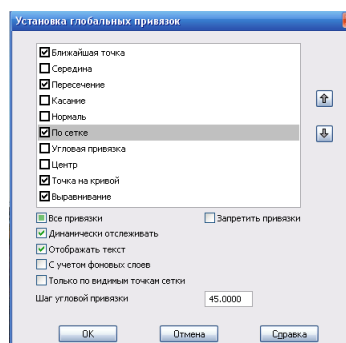 Установка глобальных привязок
Ближайшая точка
Середина
Пересечение
Касание
Нормаль
По сетке
Угловая привязка
Центр
Точка на кривой
Выравнивание
Все привязки
Запретить привязки
Динамически отслеживать
Отображать текст
С учетом фоновых слоев
Только по видимым точкам сетки
Шаг угловой привязки 45.0000
OK Отмена Справка